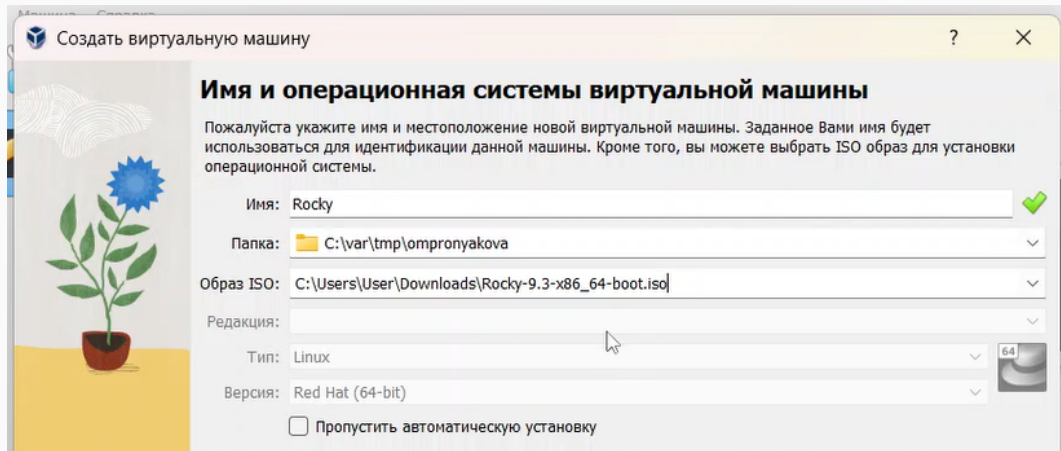 Машина Справка
Создать виртуальную машину ?
Имя и операционная системы виртуальной машины
Пожалуйста укажите имя и местоположение новой виртуальной машины. Заданное Вами имя будет
использоваться для идентификации данной машины. Кроме того, вы можете выбрать ISO образ для установки
операционной системы.
Имя: Rocky
Папка: C:\var\tmp\ompronyakova
Образ ISO: C:\Users\User\Downloads\Rocky-9.3-x86_64-boot.iso
Редакция:
Тип: Linux
64
Версия: Red Hat (64-bit)
Пропустить автоматическую установку